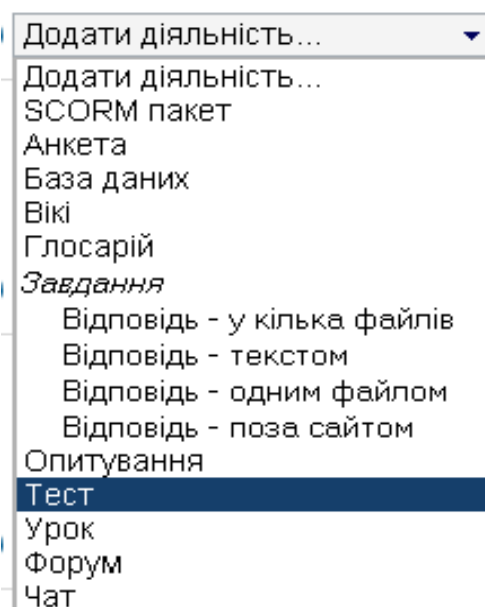 Додати діяльність...
Додати діяльність...
SCORM пакет
Анкета
База даних
Вікі
Глосарій
Завдання
Відповідь - у кілька файлів
Відповідь - текстом
Відповідь - одним файлом
Відповідь - поза сайтом
Опитування
Тест
Урок
Форум
Чат